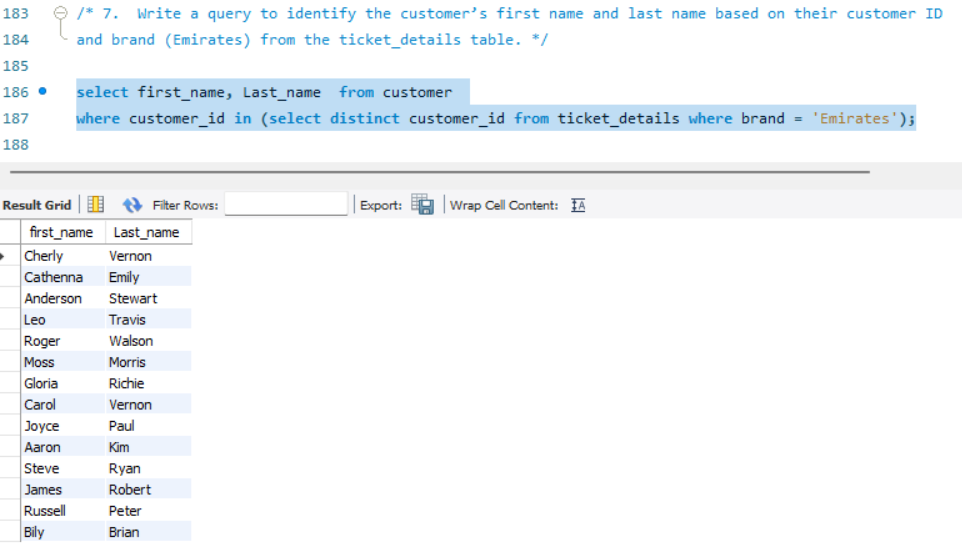 183 /* 7. Write a query to identify the customer’s first name and last name based on their customer ID
184 and brand (Emirates) from the ticket_details table. */
185
186 select first_name, Last_name from customer
187 where customer_id in (select distinct customer_id from ticket_details where brand = 'Emirates');
188
Result Grid Filter Rows: Export: Wrap Cell Content:
first_name Last_name
Cherly Vernon
Cathenna Emily
Anderson Stewart
Leo Travis
Roger Walson
Moss Morris
Gloria Richie
Carol Vernon
Joyce Paul
Aaron Kim
Steve Ryan
James Robert
Russell Peter
Bily Brian